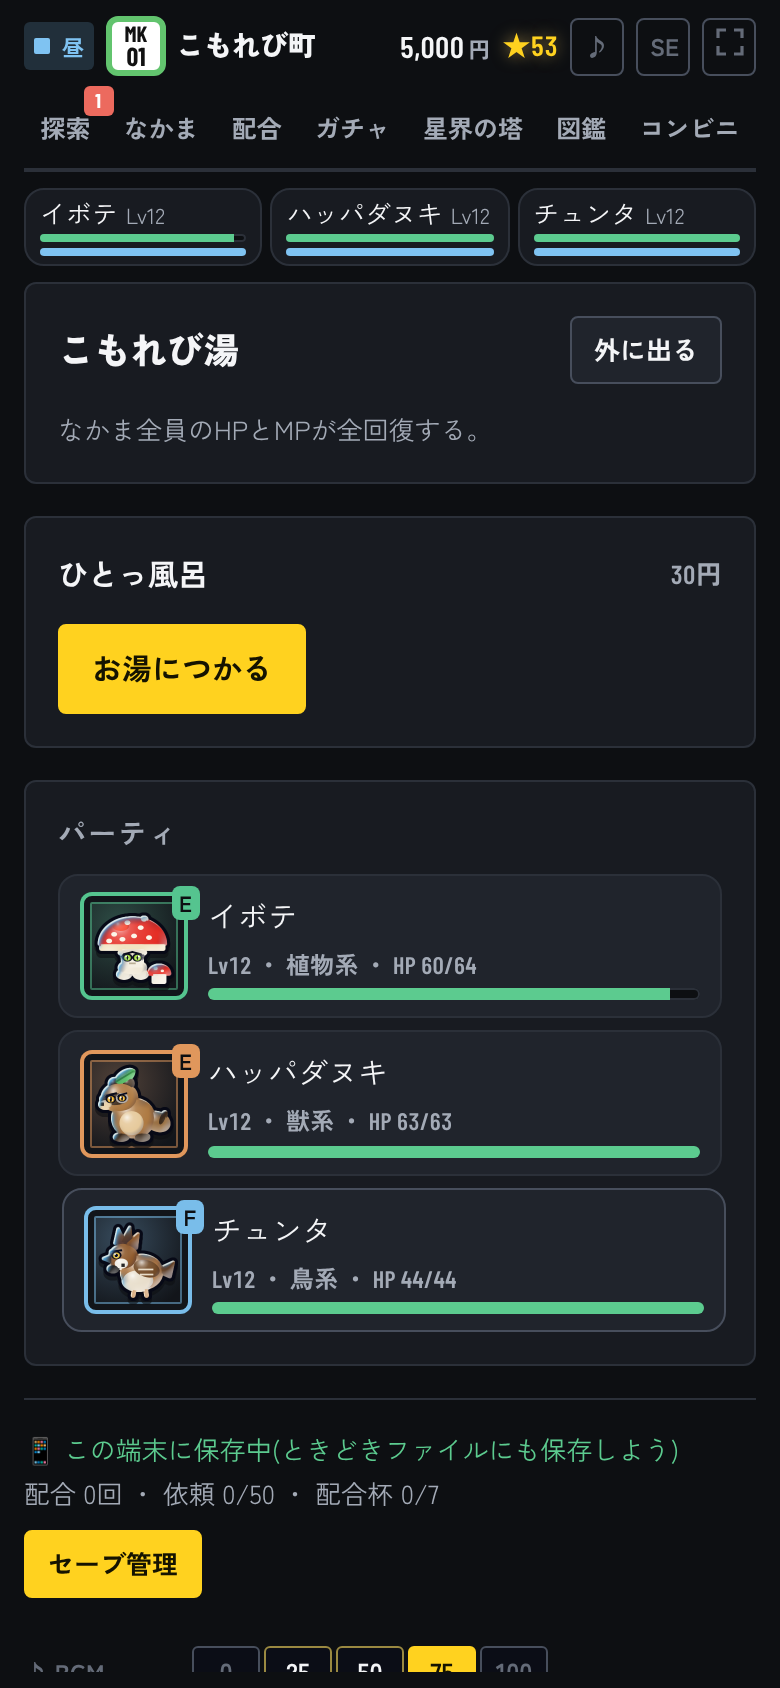 昼 MK 01 こもれび町 5,000 円 ★53 ♪ SE
1
探索 なかま 配合 ガチャ 星界の塔 図鑑 コンビニ
イボテ Lv12 ハッパダヌキ Lv12 チュンタ Lv12
こもれび湯 外に出る
なかま全員のHPとMPが全回復する。
ひとっ風呂 30円
お湯につかる
パーティ
E イボテ
Lv12 ・ 植物系 ・ HP 60/64
E ハッパダヌキ
Lv12 ・ 獣系 ・ HP 63/63
F チュンタ
Lv12 ・ 鳥系 ・ HP 44/44
この端末に保存中(ときどきファイルにも保存しよう)
配合 0回 ・ 依頼 0/50 ・ 配合杯 0/7
セーブ管理
♪ BGM 0 25 50 75 100